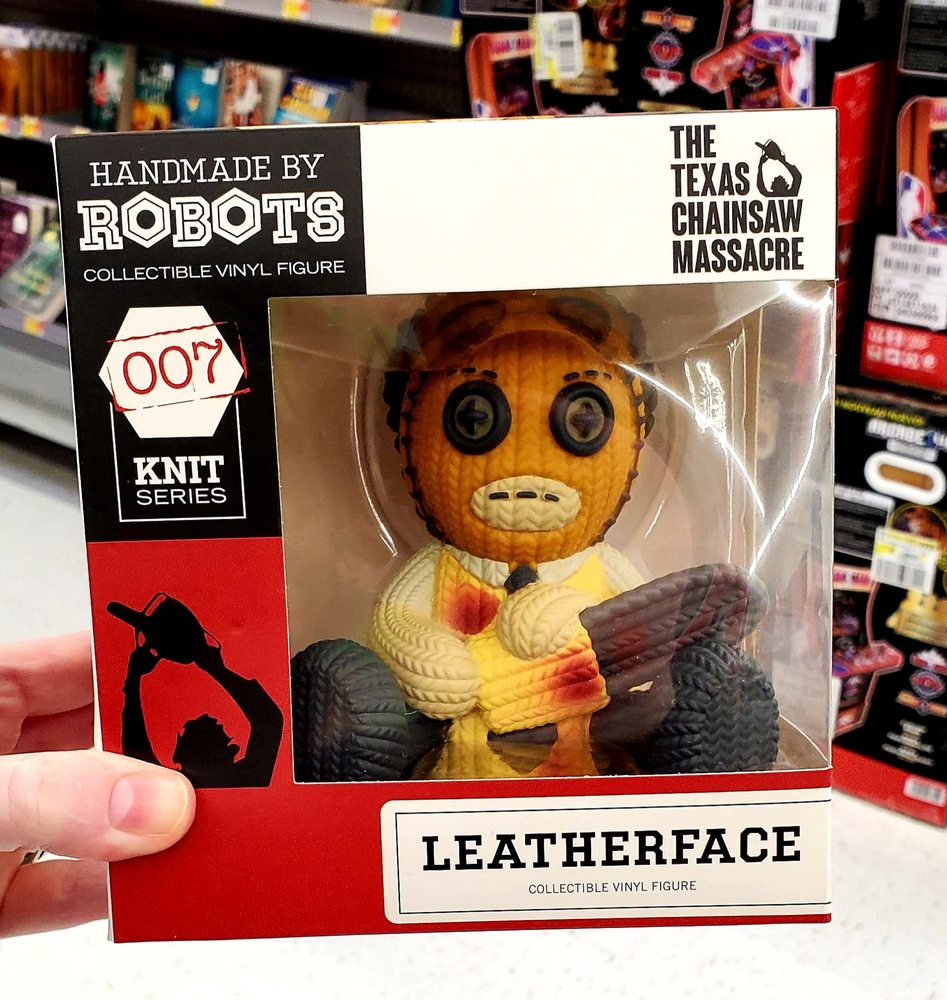 HANDMADE BY
ROBOTS
COLLECTIBLE VINYL FIGURE
007
KNIT
SERIES
THE
TEXAS
CHAINSAW
MASSACRE
LEATHERFACE
COLLECTIBLE VINYL FIGURE